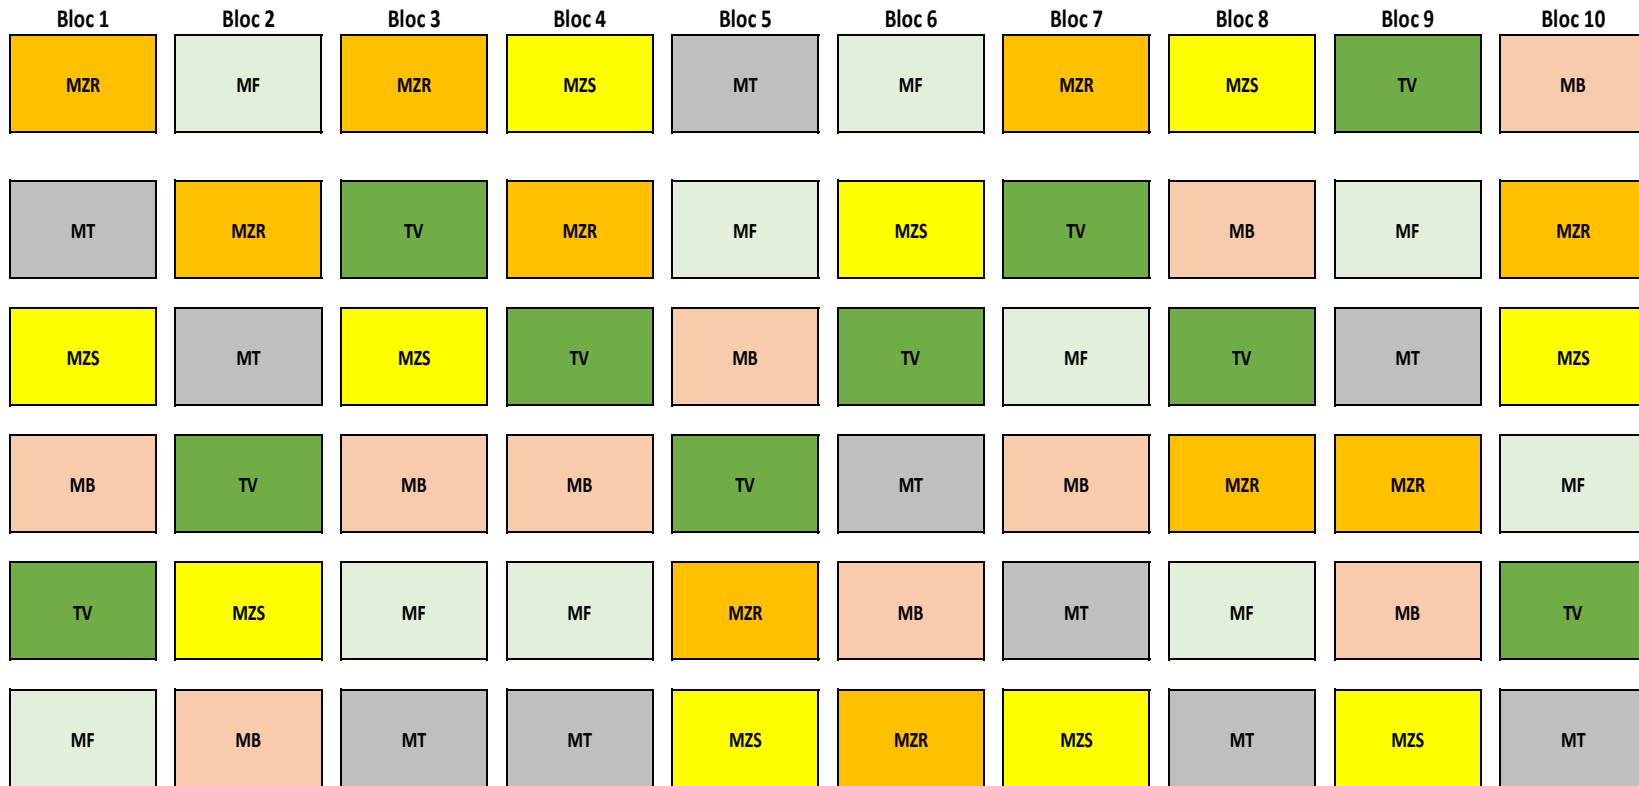 Bloc 1 Bloc 2 Bloc 3 Bloc 4 Bloc 5 Bloc 6 Bloc 7 Bloc 8 Bloc 9 Bloc 10
MZR MF MZR MZS MT MF MZR MZS TV MB
MT MZR TV MZR MF MZS TV MB MF MZR
MZS MT MZS TV MB TV MF TV MT MZS
MB TV MB MB TV MT MB MZR MZR MF
TV MZS MF MF MZR MB MT MF MB TV
MF MB MT MT MZS MZR MZS MT MZS MT